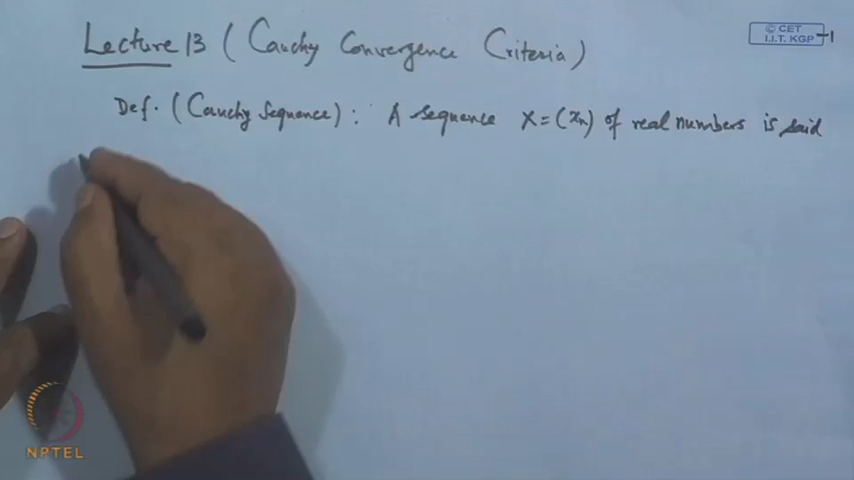 Lecture 13 (Cauchy Convergence Criteria)
© CET
I.I.T. KGP
Def. (Cauchy Sequence): A sequence X = (xn) of real numbers is said
NPTEL